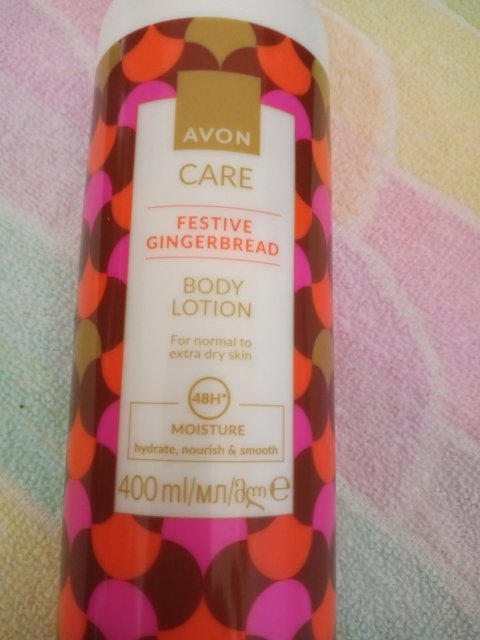 AVON
CARE
FESTIVE
GINGERBREAD
BODY
LOTION
For normal to
extra dry skin
48H*
MOISTURE
hydrate, nourish & smooth
400 ml/мл/მლ e